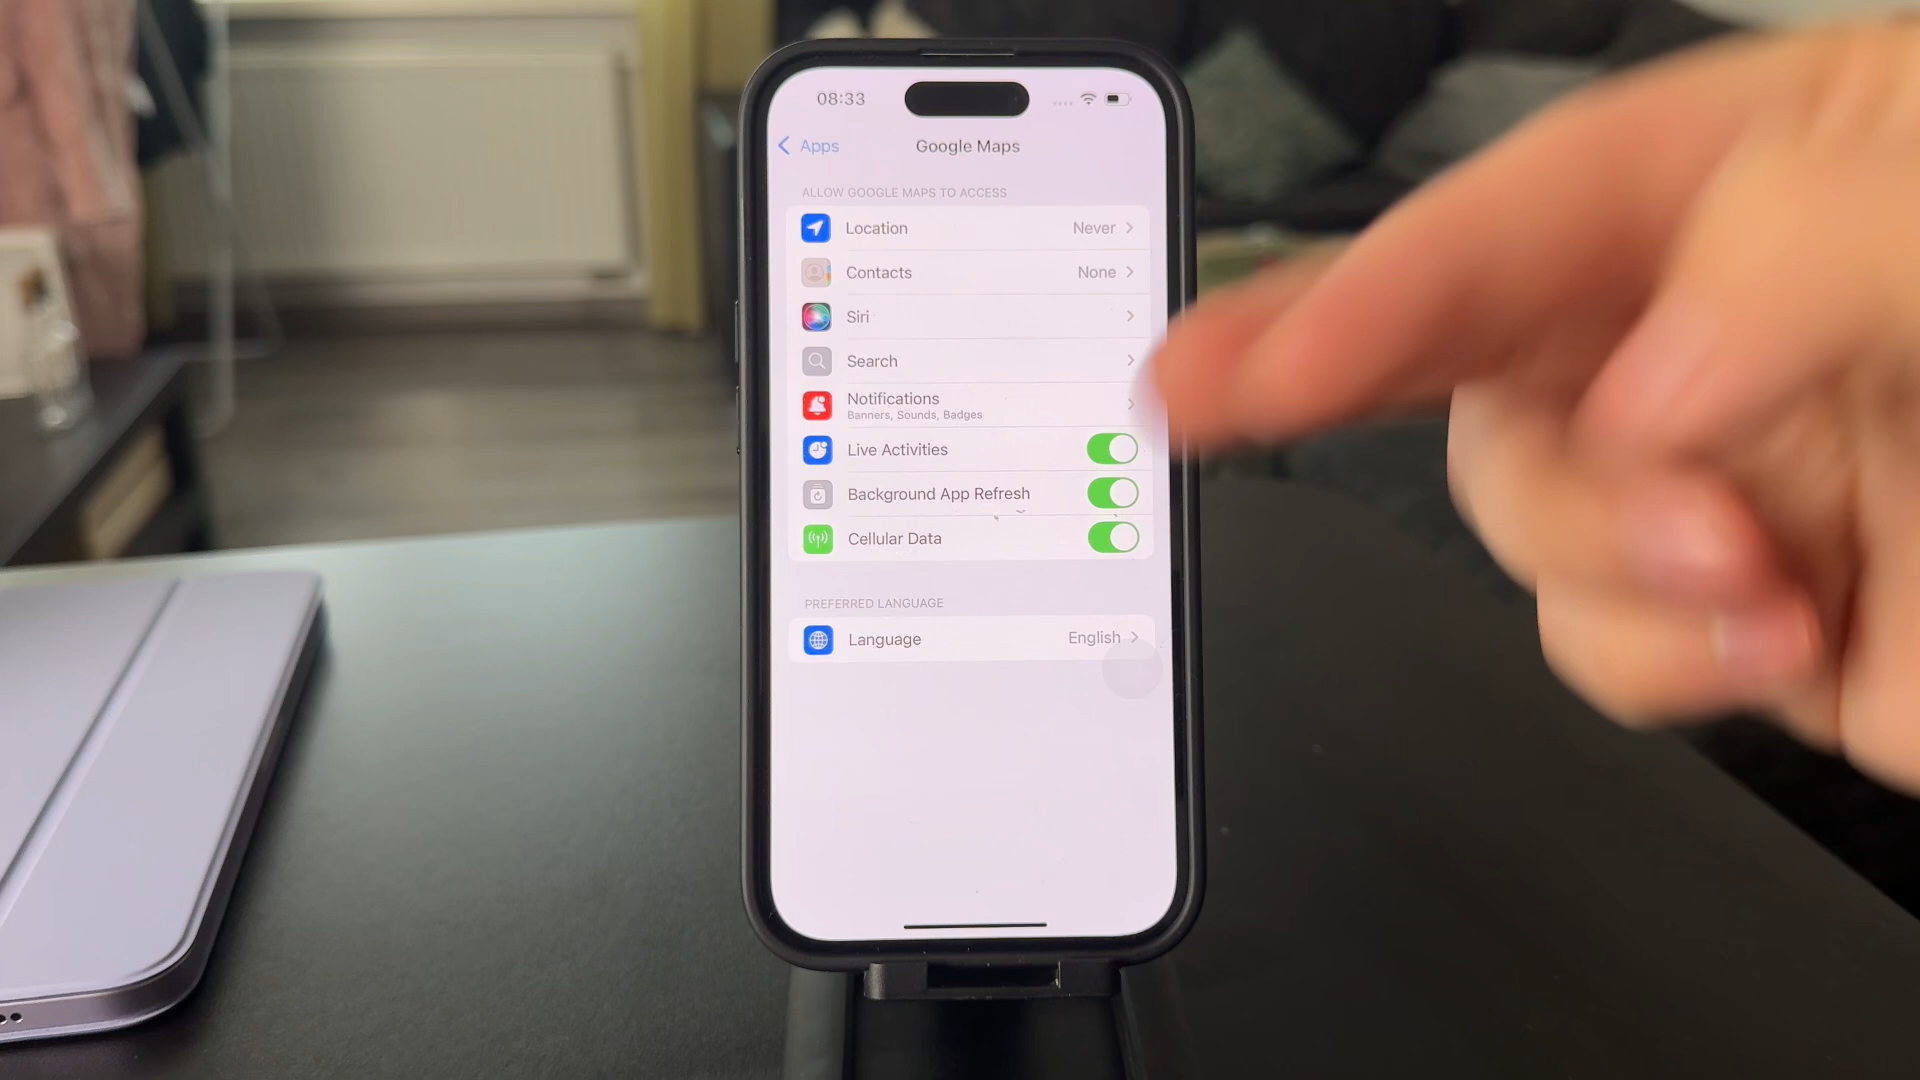 08:33
Apps
Google Maps
ALLOW GOOGLE MAPS TO ACCESS
Location Never
Contacts None
Siri
Search
Notifications
Banners, Sounds, Badges
Live Activities
Background App Refresh
Cellular Data
PREFERRED LANGUAGE
Language English